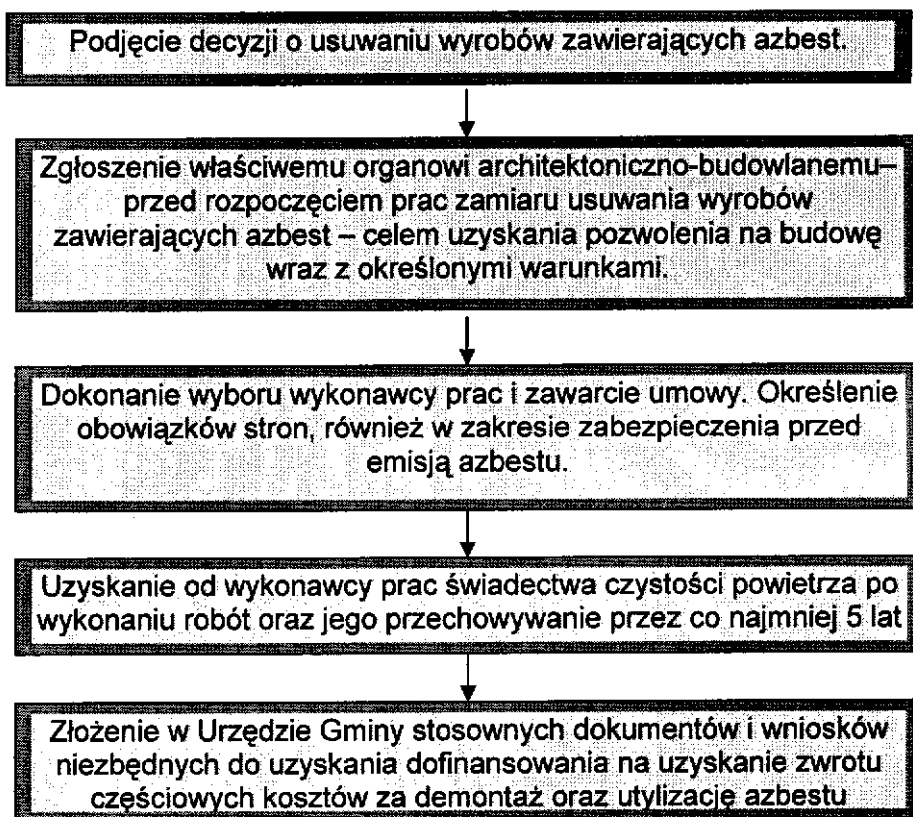 Podjęcie decyzji o usuwaniu wyrobów zawierających azbest.
Zgłoszenie właściwemu organowi architektoniczno-budowlanemu–
przed rozpoczęciem prac zamiaru usuwania wyrobów
zawierających azbest – celem uzyskania pozwolenia na budowę
wraz z określonymi warunkami.
Dokonanie wyboru wykonawcy prac i zawarcie umowy. Określenie
obowiązków stron, również w zakresie zabezpieczenia przed
emisją azbestu.
Uzyskanie od wykonawcy prac świadectwa czystości powietrza po
wykonaniu robót oraz jego przechowywanie przez co najmniej 5 lat
Złożenie w Urzędzie Gminy stosownych dokumentów i wniosków
niezbędnych do uzyskania dofinansowania na uzyskanie zwrotu
częściowych kosztów za demontaż oraz utylizację azbestu